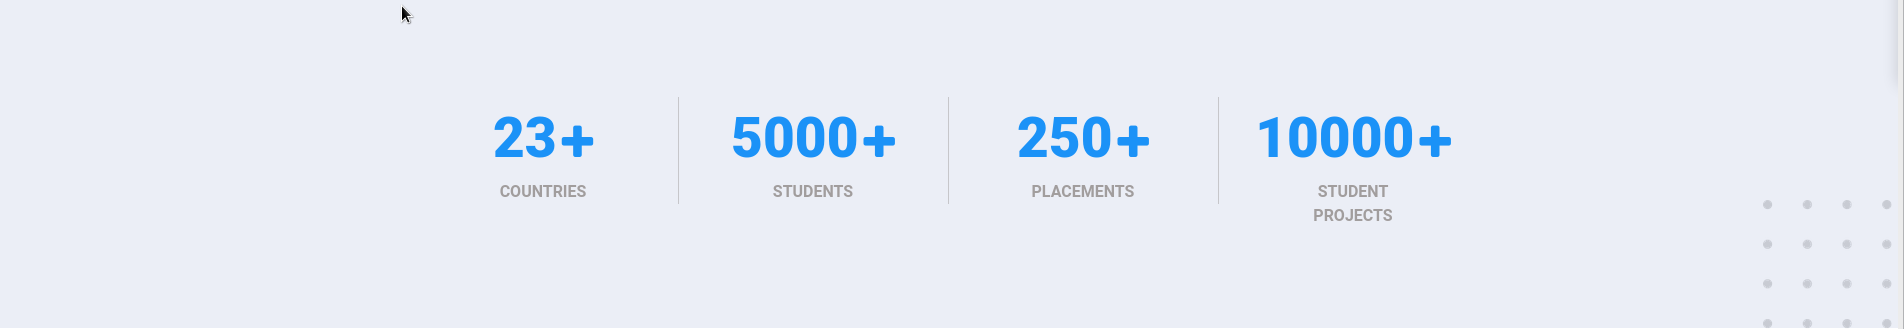 23+
COUNTRIES
5000+
STUDENTS
250+
PLACEMENTS
10000+
STUDENT
PROJECTS